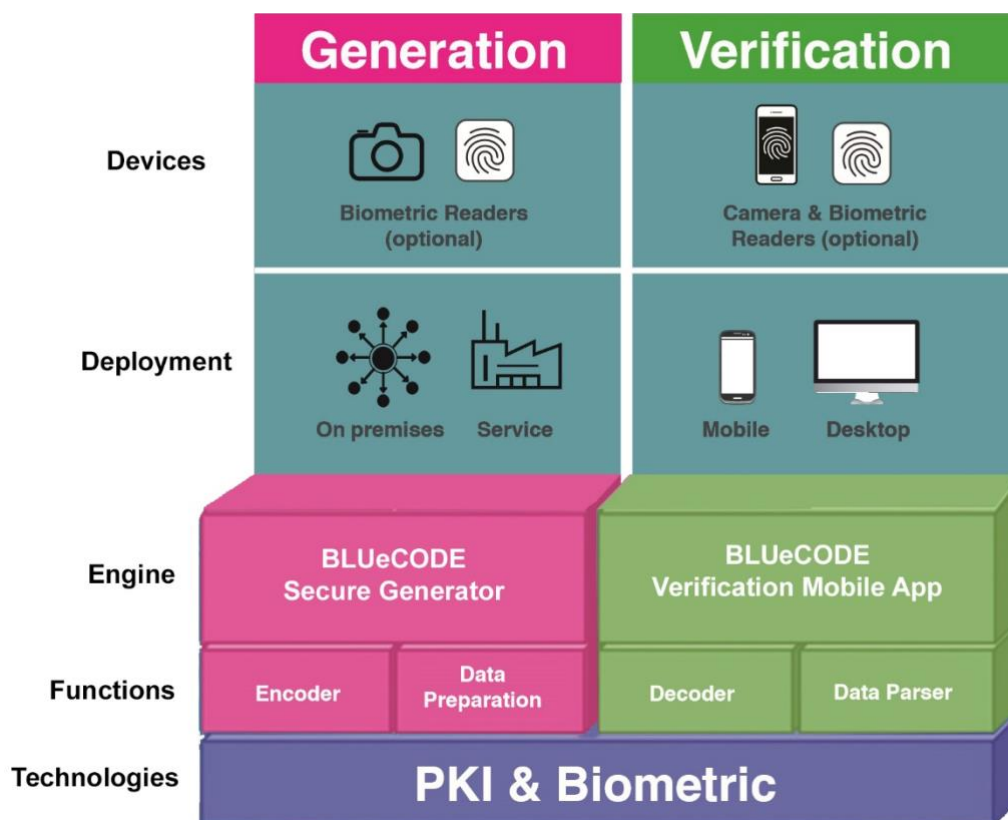 Generation
Verification
Devices
Biometric Readers
(optional)
Camera & Biometric
Readers (optional)
Deployment
On premises
Service
Mobile
Desktop
Engine
BLUeCODE
Secure Generator
BLUeCODE
Verification Mobile App
Functions
Encoder
Data
Preparation
Decoder
Data Parser
Technologies
PKI & Biometric